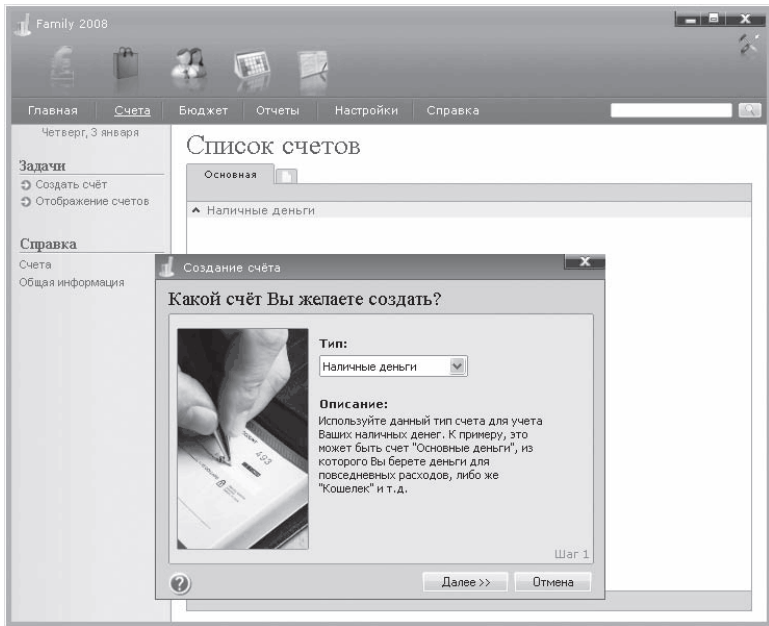 Family 2008
Главная Счета Бюджет Отчеты Настройки Справка
Четверг, 3 января
Задачи
Создать счёт
Отображение счетов
Справка
Счета
Общая информация
Список счетов
Основная
Наличные деньги
Создание счёта
Какой счёт Вы желаете создать?
Тип:
Наличные деньги
Описание:
Используйте данный тип счета для учета
Ваших наличных денег. К примеру, это
может быть счет "Основные деньги", из
которого Вы берете деньги для
повседневных расходов, либо же
"Кошелек" и т.д.
493
Шаг 1
?
Далее >> Отмена